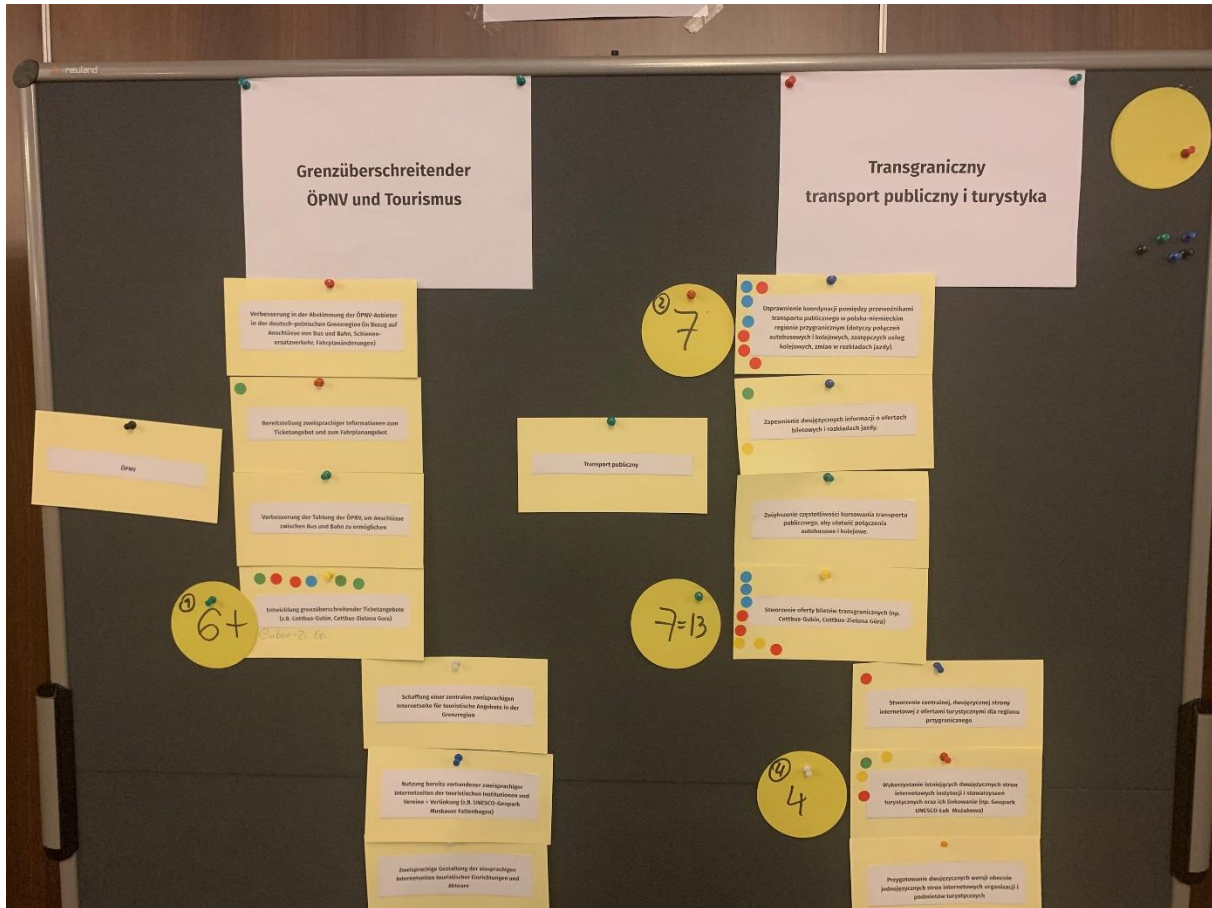 neuland
Grenzüberschreitender
ÖPNV und Tourismus
Verbesserung in der Abstimmung der ÖPNV-Anbieter
in der deutsch-polnischen Grenzregion (in Bezug auf
Anschlüsse von Bus und Bahn, Schienen-
ersatzverkehr, Fahrplanänderungen)
Bereitstellung zweisprachiger Informationen zum
Ticketangebot und zum Fahrplanangebot
ÖPNV
Verbesserung der Taktung der ÖPNV, um Anschlüsse
zwischen Bus und Bahn zu ermöglichen
1
6+
Entwicklung grenzüberschreitender Ticketangebote
(z.B. Cottbus-Gubin, Cottbus-Zielona Góra)
Schaffung einer zentralen zweisprachigen
Internetseite für touristische Angebote in der
Grenzregion
Nutzung bereits vorhandener zweisprachiger
Internetseiten der touristischen Institutionen und
Vereine + Verlinkung (z.B. UNESCO-Geopark
Muskauer Faltenbogen)
Zweisprachige Gestaltung der einsprachigen
Internetseiten touristischer Einrichtungen und
Akteure
Transgraniczny
transport publiczny i turystyka
2
7
Usprawnienie koordynacji pomiędzy przewoźnikami
transportu publicznego w polsko-niemieckim
regionie przygranicznym (dotyczy połączeń
autobusowych i kolejowych, zastępczych usług
kolejowych, zmian w rozkładach jazdy).
Zapewnienie dwujęzycznych informacji o ofertach
biletowych i rozkładach jazdy.
Transport publiczny
Zwiększenie częstotliwości kursowania transportu
publicznego, aby ułatwić połączenia
autobusowe i kolejowe.
7=13
Stworzenie oferty biletów transgranicznych (np.
Cottbus-Gubin, Cottbus-Zielona Góra)
Stworzenie centralnej, dwujęzycznej strony
internetowej z ofertami turystycznymi dla regionu
przygranicznego
4
4
Wykorzystanie istniejących dwujęzycznych stron
internetowych instytucji i stowarzyszeń
turystycznych oraz ich linkowanie (np. Geopark
UNESCO Łuk Mużakowa)
Przygotowanie dwujęzycznych wersji obecnie
jednojęzycznych stron internetowych organizacji i
podmiotów turystycznych